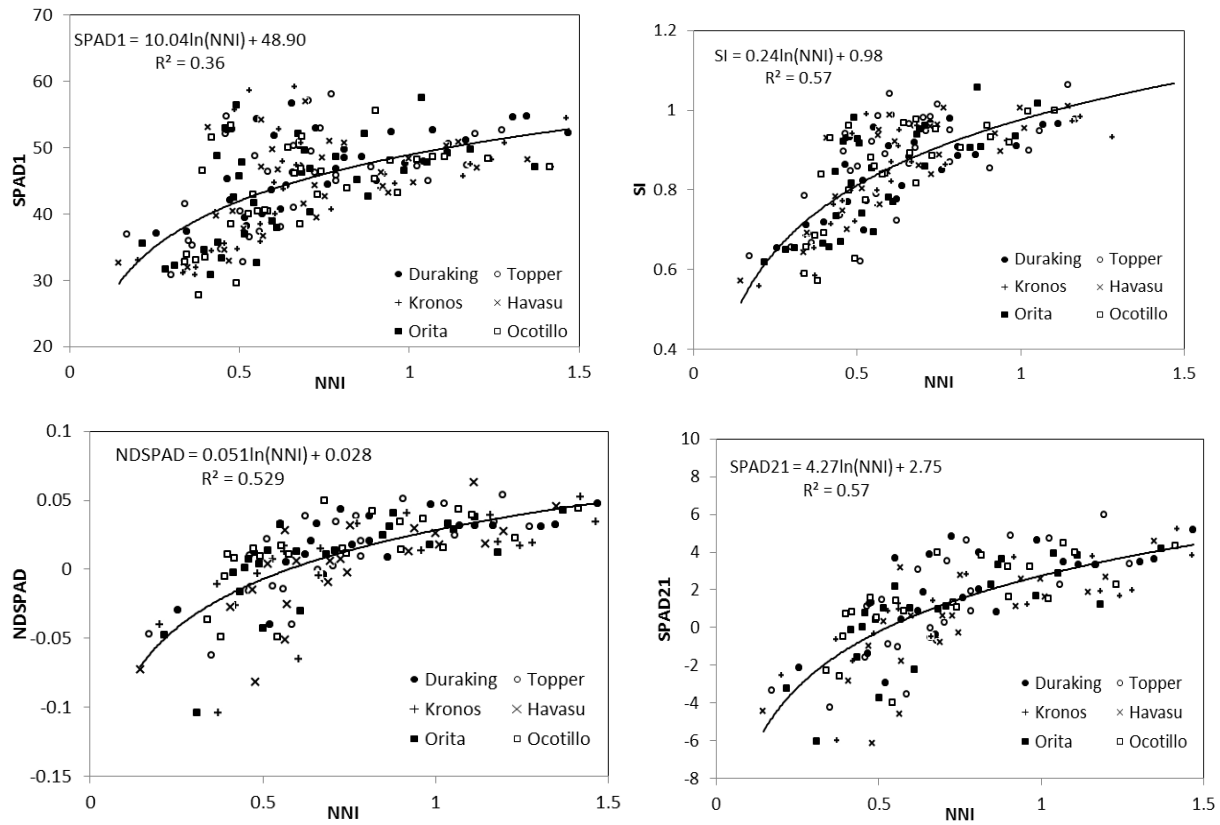 70
60
50
40
30
20
SPAD1
SPAD1 = 10.04ln(NNI) + 48.90
R² = 0.36
Duraking Topper
Kronos Havasu
Orita Ocotillo
0 0.5 1 1.5
NNI
1.2
1
0.8
0.6
0.4
SI
SI = 0.24ln(NNI) + 0.98
R² = 0.57
Duraking Topper
Kronos Havasu
Orita Ocotillo
0 0.5 1 1.5
NNI
0.1
0.05
0
-0.05
-0.1
-0.15
NDSPAD
NDSPAD = 0.051ln(NNI) + 0.028
R² = 0.529
Duraking Topper
Kronos Havasu
Orita Ocotillo
0 0.5 1 1.5
NNI
10
8
6
4
2
0
-2
-4
-6
-8
SPAD21
SPAD21 = 4.27ln(NNI) + 2.75
R² = 0.57
Duraking Topper
Kronos Havasu
Orita Ocotillo
0 0.5 1 1.5
NNI